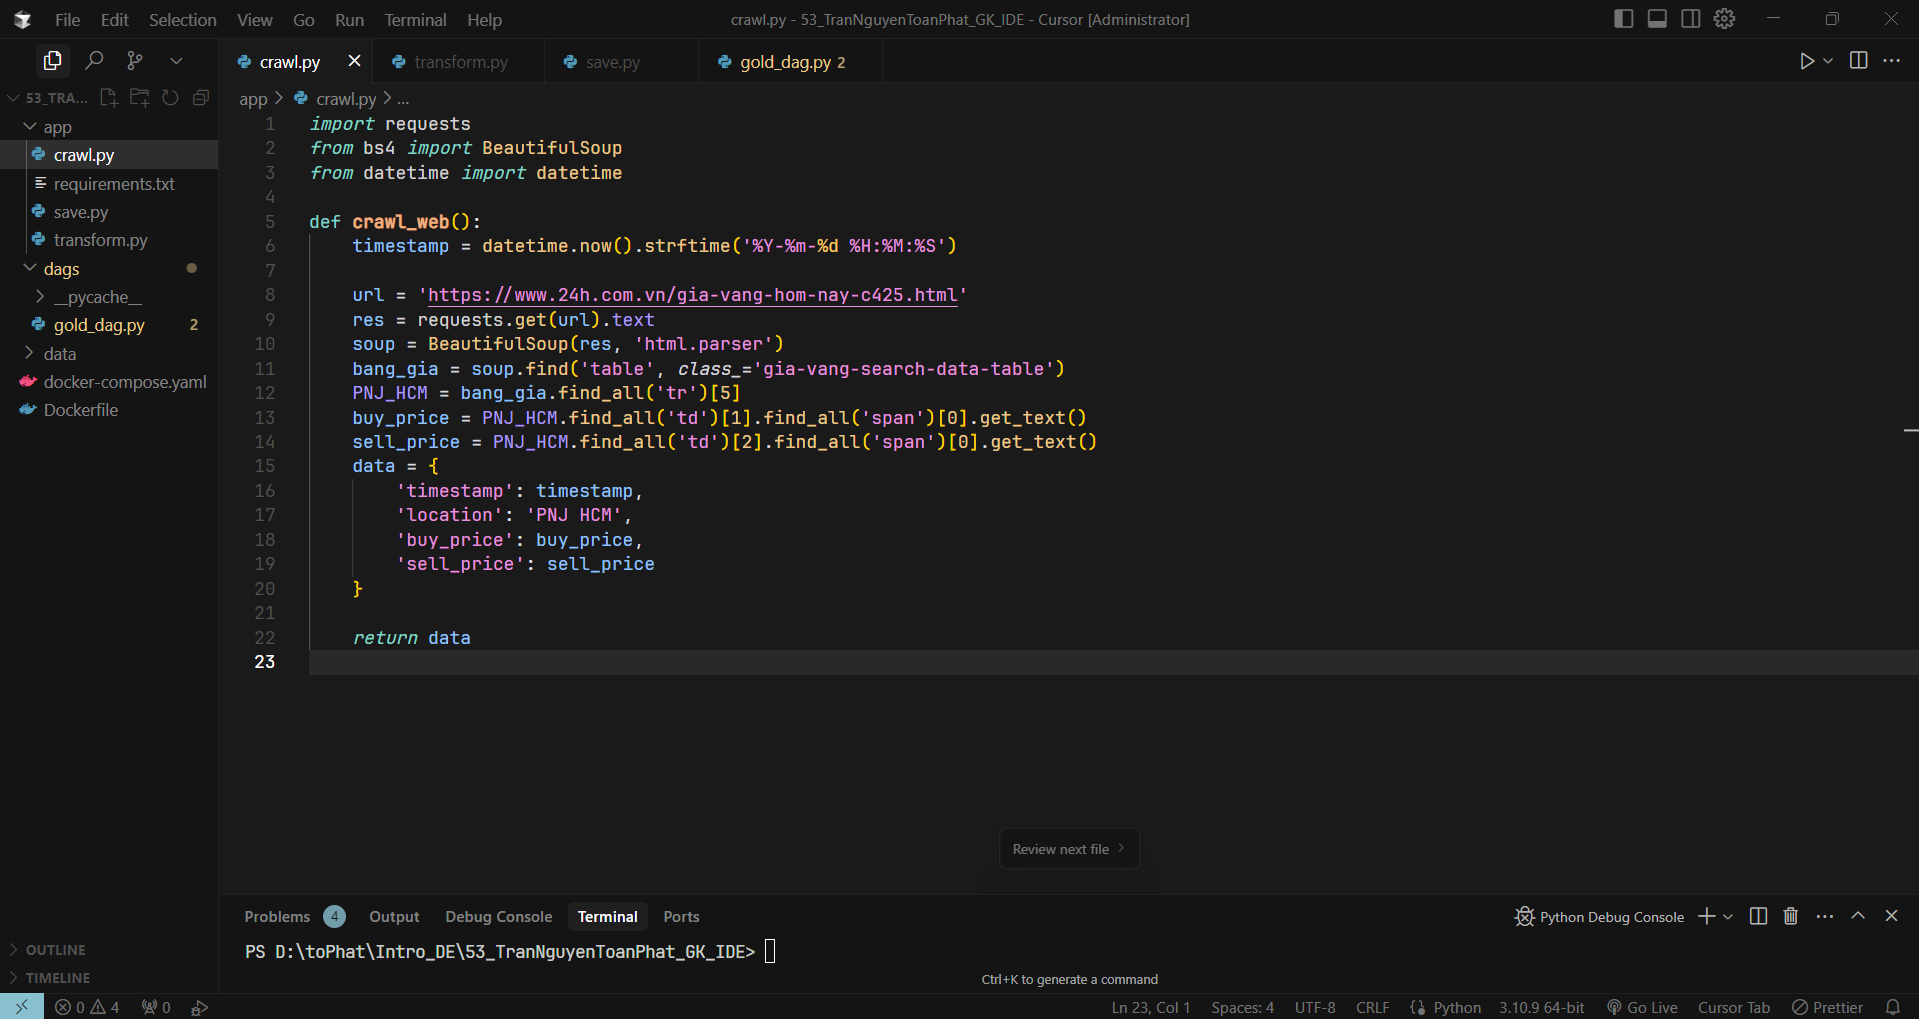 File Edit Selection View Go Run Terminal Help
crawl.py - 53_TranNguyenToanPhat_GK_IDE - Cursor [Administrator]
crawl.py
transform.py
save.py
gold_dag.py 2
53_TRA...
app
crawl.py
requirements.txt
save.py
transform.py
dags
__pycache__
gold_dag.py 2
data
docker-compose.yaml
Dockerfile
OUTLINE
TIMELINE
app > crawl.py > ...
1 import requests
2 from bs4 import BeautifulSoup
3 from datetime import datetime
4
5 def crawl_web():
6 timestamp = datetime.now().strftime('%Y-%m-%d %H:%M:%S')
7
8 url = 'https://www.24h.com.vn/gia-vang-hom-nay-c425.html'
9 res = requests.get(url).text
10 soup = BeautifulSoup(res, 'html.parser')
11 bang_gia = soup.find('table', class_='gia-vang-search-data-table')
12 PNJ_HCM = bang_gia.find_all('tr')[5]
13 buy_price = PNJ_HCM.find_all('td')[1].find_all('span')[0].get_text()
14 sell_price = PNJ_HCM.find_all('td')[2].find_all('span')[0].get_text()
15 data = {
16 'timestamp': timestamp,
17 'location': 'PNJ HCM',
18 'buy_price': buy_price,
19 'sell_price': sell_price
20 }
21
22 return data
23
Review next file >
Problems 4 Output Debug Console Terminal Ports
Python Debug Console
PS D:\toPhat\Intro_DE\53_TranNguyenToanPhat_GK_IDE>
Ctrl+K to generate a command
0 4 0
Ln 23, Col 1 Spaces: 4 UTF-8 CRLF {} Python 3.10.9 64-bit Go Live Cursor Tab Prettier